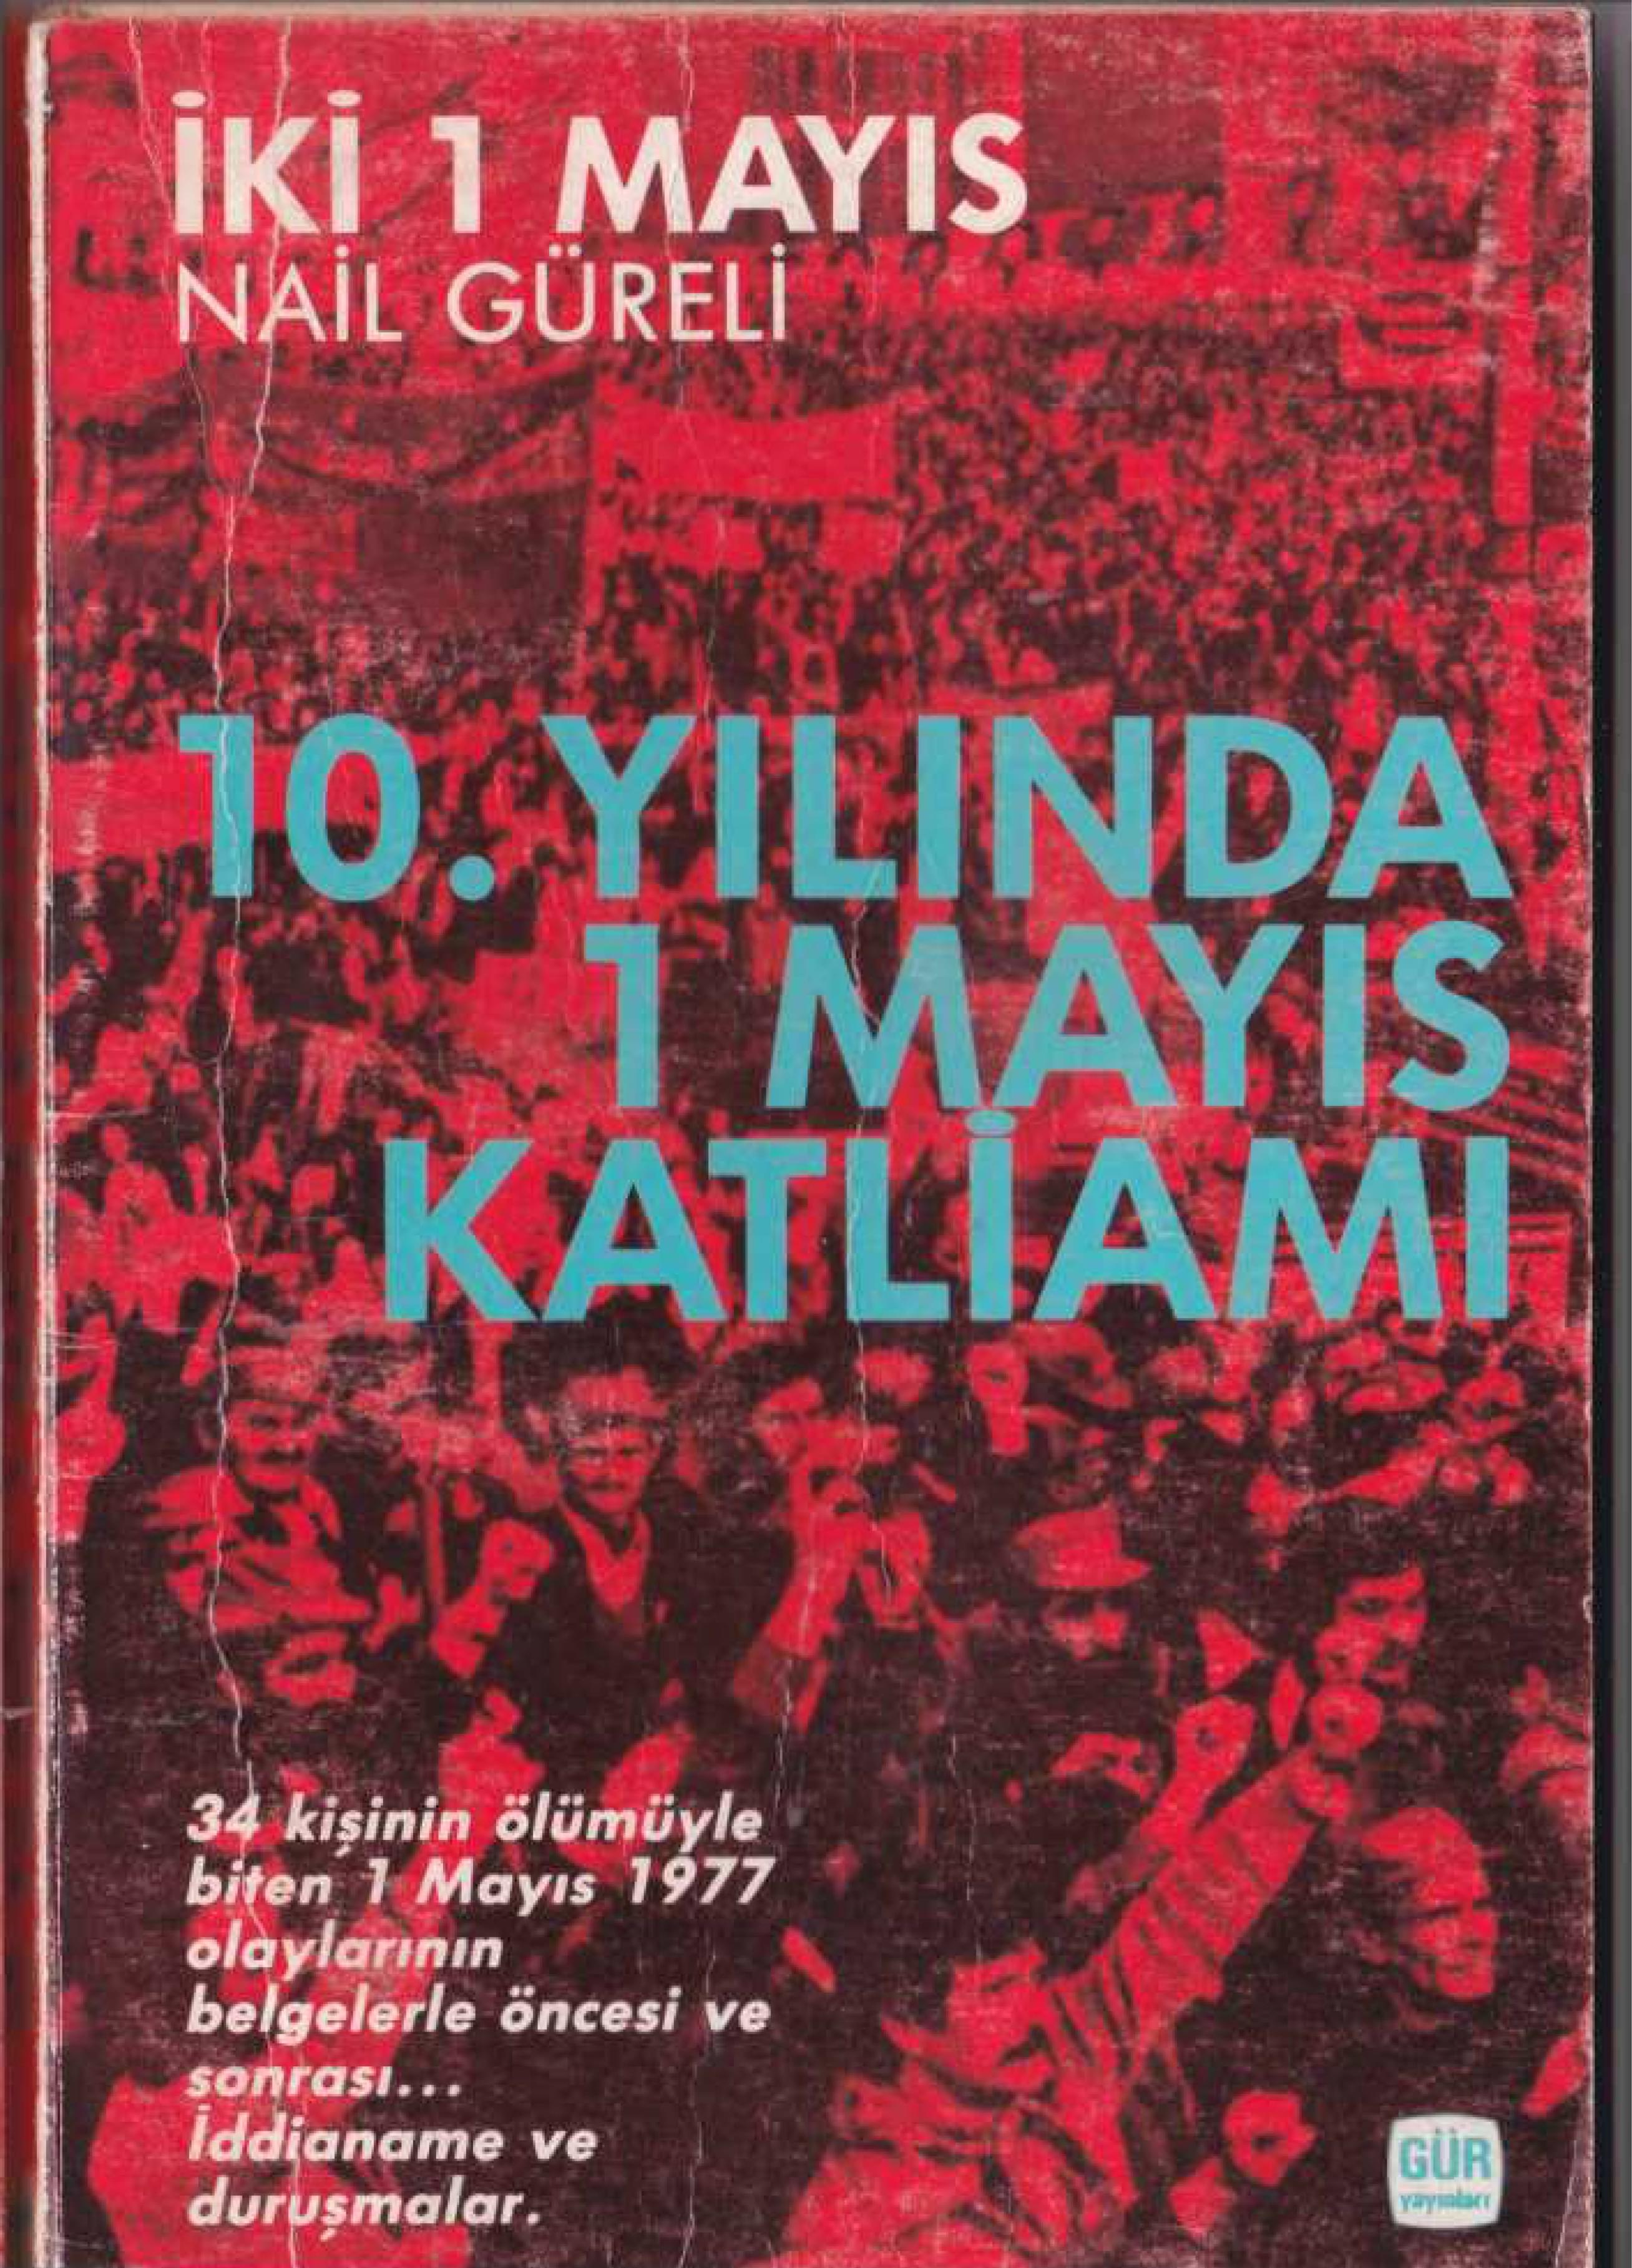 İKİ 1 MAYIS
NAİL GÜRELİ
10. YILINDA
1 MAYIS
KATLİAMI
34 kişinin ölümüyle
biten 1 Mayıs 1977
olaylarının
belgelerle öncesi ve
sonrası...
İddianame ve
duruşmalar.
GÜR
yayınları